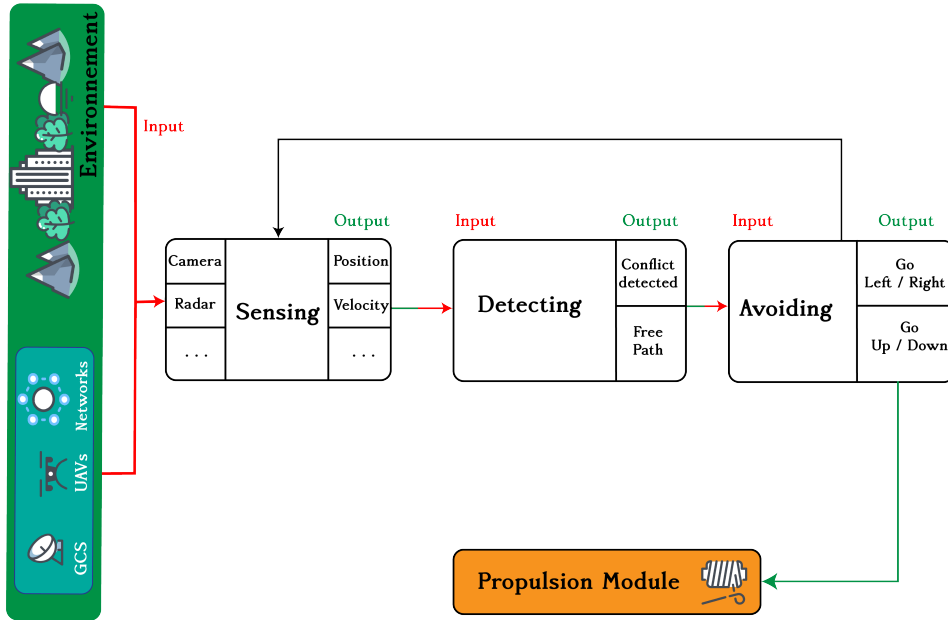 Environnement
Networks
UAVs
GCS
Input
Output
Camera
Radar
. . .
Sensing
Position
Velocity
. . .
Input
Output
Detecting
Conflict
detected
Free
Path
Input
Output
Avoiding
Go
Left / Right
Go
Up / Down
Propulsion Module